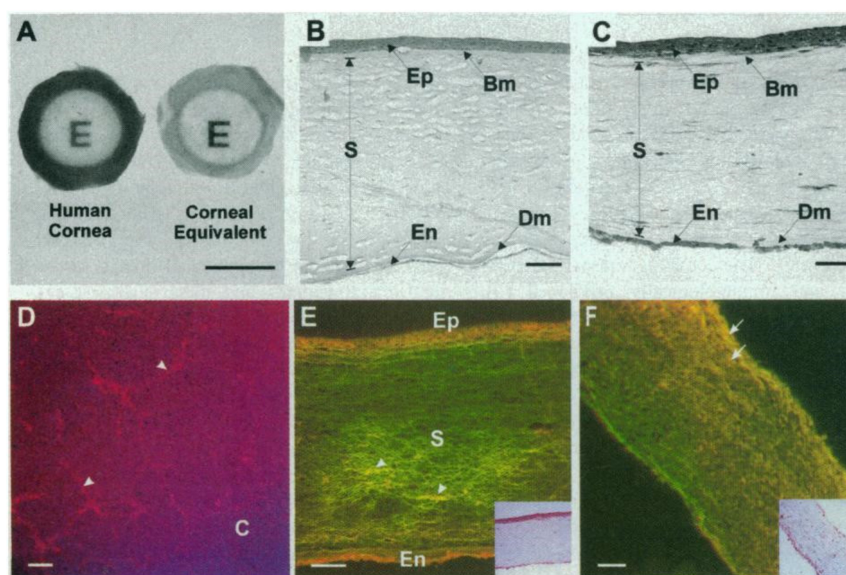 A
E
E
Human
Cornea
Corneal
Equivalent
B
Ep
Bm
S
En
Dm
C
Ep
Bm
S
En
Dm
D
C
E
Ep
S
En
F